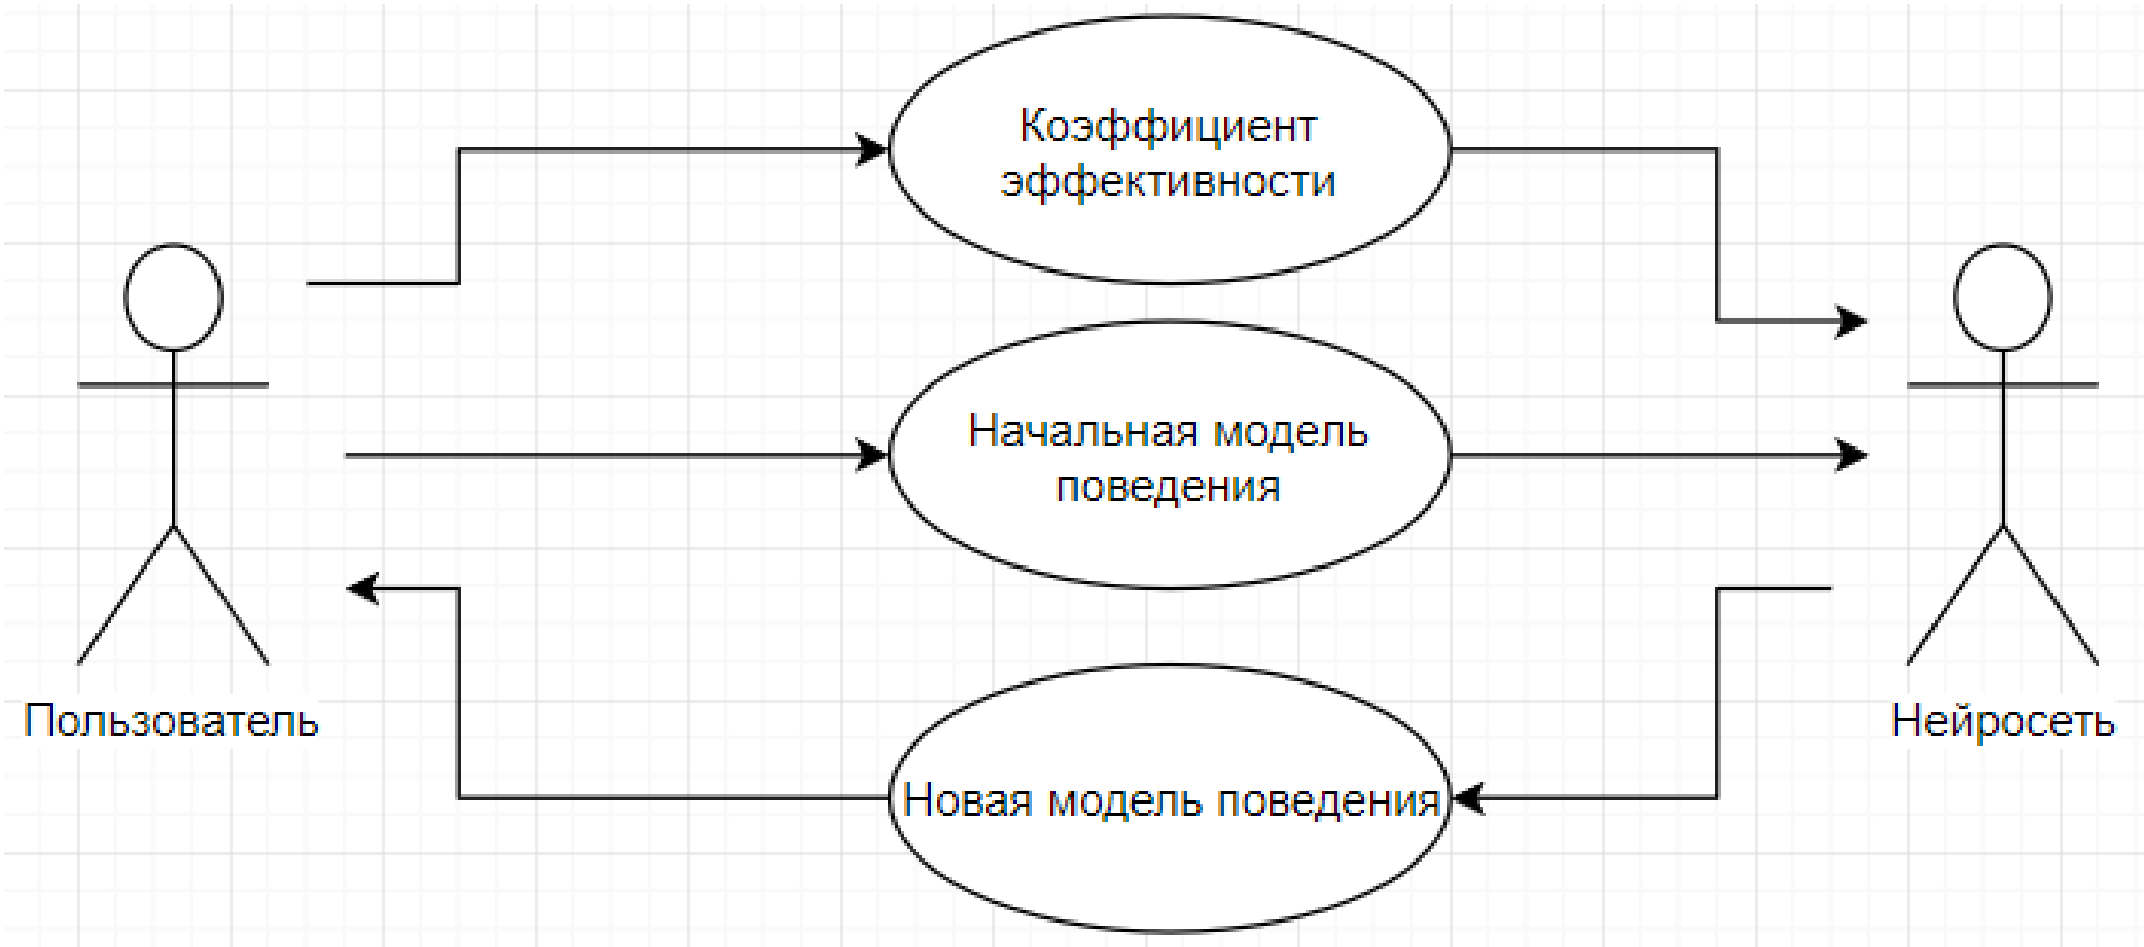 Коэффициент
эффективности
Начальная модель
поведения
Пользователь
Нейросеть
Новая модель поведения